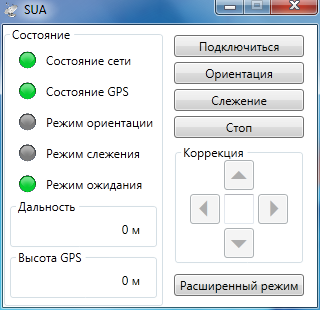 SUA
Состояние
Состояние сети
Состояние GPS
Режим ориентации
Режим слежения
Режим ожидания
Дальность
0 м
Высота GPS
0 м
Подключиться
Ориентация
Слежение
Стоп
Коррекция
Расширенный режим